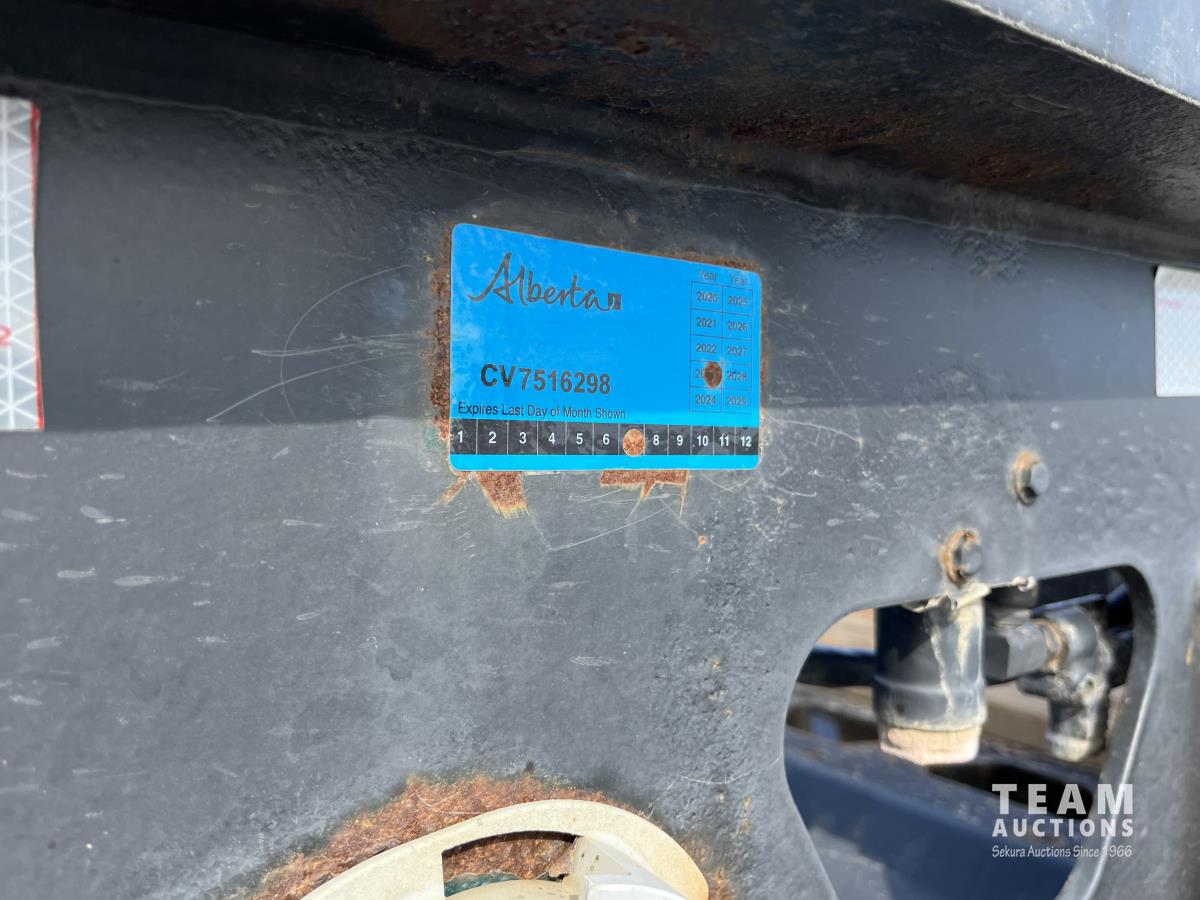 Alberta
Year Year
2020 2025
2021 2026
2022 2027
2028
2024 2029
CV7516298
Expires Last Day of Month Shown
1 2 3 4 5 6 8 9 10 11 12
2
TEAM
AUCTIONS
Sekura Auctions Since 1966